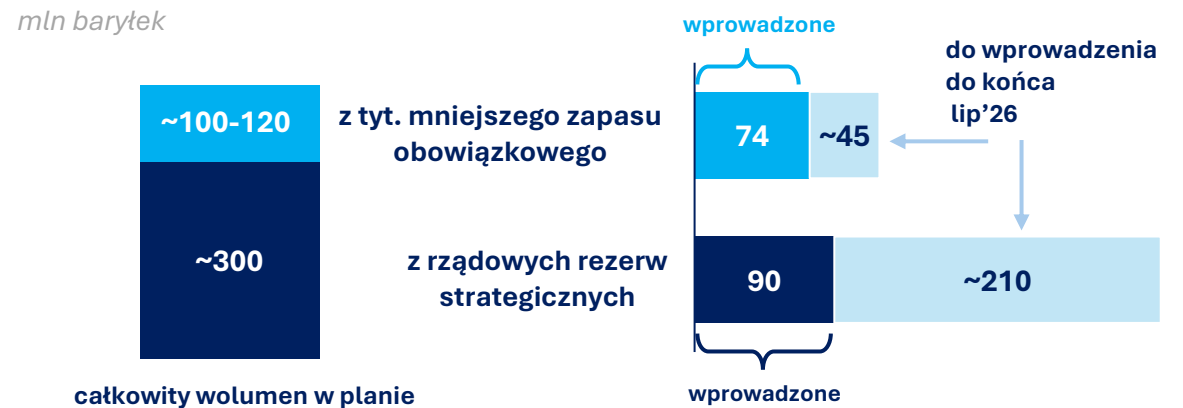 mln baryłek
wprowadzone
do wprowadzenia
do końca
lip’26
~100-120
z tyt. mniejszego zapasu
obowiązkowego
74
~45
~300
z rządowych rezerw
strategicznych
90
~210
całkowity wolumen w planie
wprowadzone